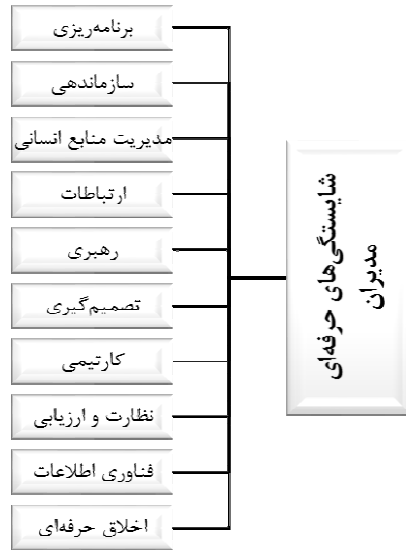 شایستگی‌های حرفه‌ای
مدیران
برنامه‌ریزی
سازماندهی
مدیریت منابع انسانی
ارتباطات
رهبری
تصمیم‌گیری
کارتیمی
نظارت و ارزیابی
فناوری اطلاعات
اخلاق حرفه‌ای